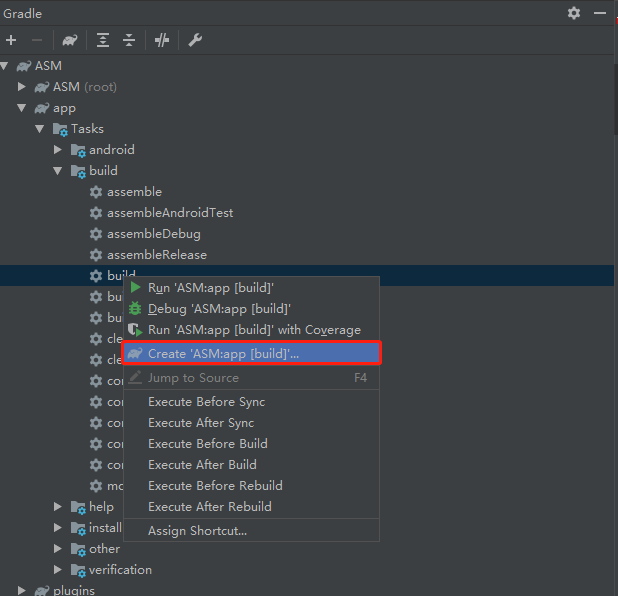 Gradle
ASM
ASM (root)
app
Tasks
android
build
assemble
assembleAndroidTest
assembleDebug
assembleRelease
build
Run 'ASM:app [build]'
bu
Debug 'ASM:app [build]'
bu
Run 'ASM:app [build]' with Coverage
cle
Create 'ASM:app [build]'...
cle
Jump to Source F4
co
Execute Before Sync
co
Execute After Sync
co
Execute Before Build
co
Execute After Build
mo
Execute Before Rebuild
help
Execute After Rebuild
install
Assign Shortcut...
other
verification
plugins